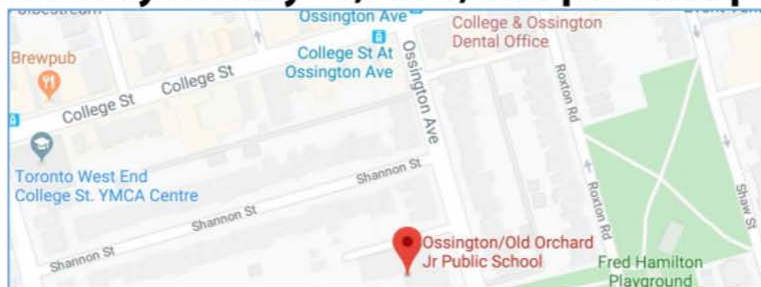 Ossington Ave
College & Ossington
Dental Office
Brewpub
College St At
Ossington Ave
College St
College St
Ossington Ave
Roxton Rd
Toronto West End
College St. YMCA Centre
Shannon St
Shannon St
Shannon St
Roxton Rd
Shaw St
Ossington/Old Orchard
Jr Public School
Fred Hamilton
Playground